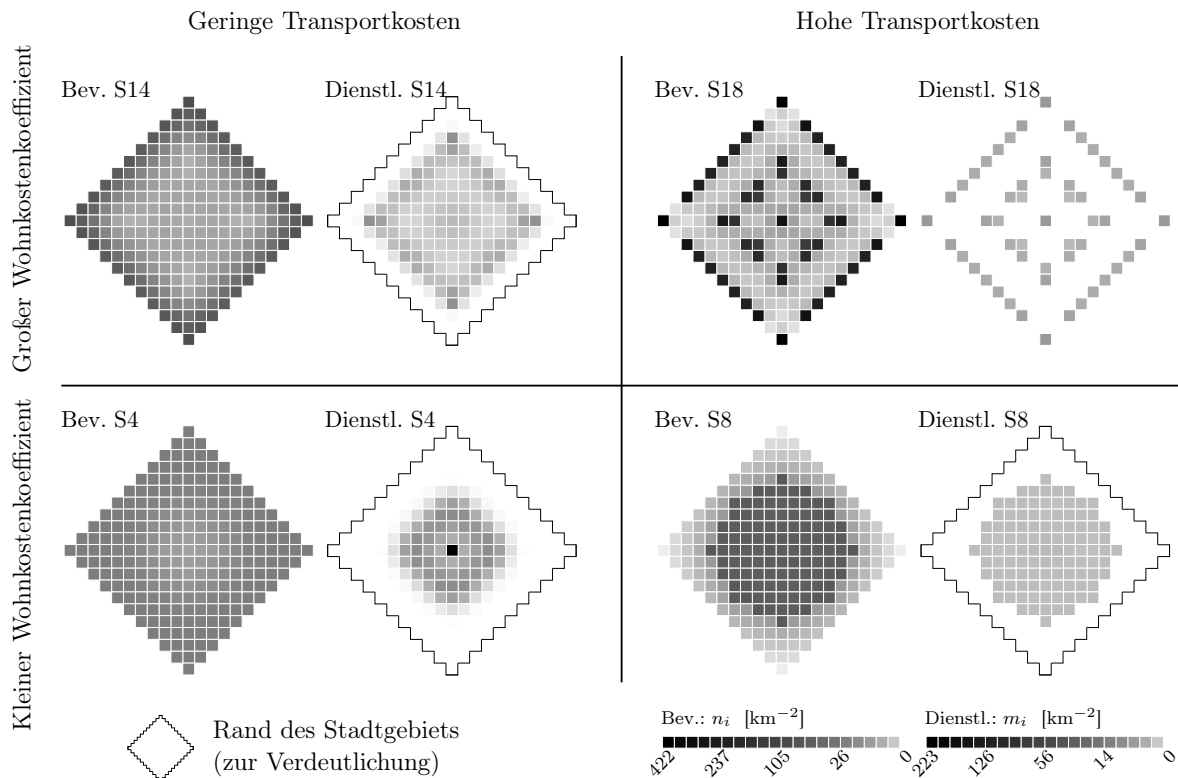 Geringe Transportkosten
Hohe Transportkosten
Großer Wohnkostenkoeffizient
Bev. S14
Dienstl. S14
Bev. S18
Dienstl. S18
Kleiner Wohnkostenkoeffizient
Bev. S4
Dienstl. S4
Bev. S8
Dienstl. S8
Rand des Stadtgebiets
(zur Verdeutlichung)
Bev.: nᵢ [km⁻²]
422 237 105 26 0
Dienstl.: mᵢ [km⁻²]
223 126 56 14 0